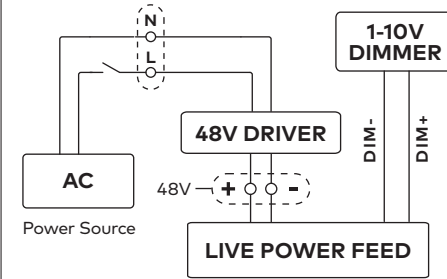 N
L
1-10V
DIMMER
48V DRIVER
DIM-
DIM+
AC
48V
+
-
Power Source
LIVE POWER FEED